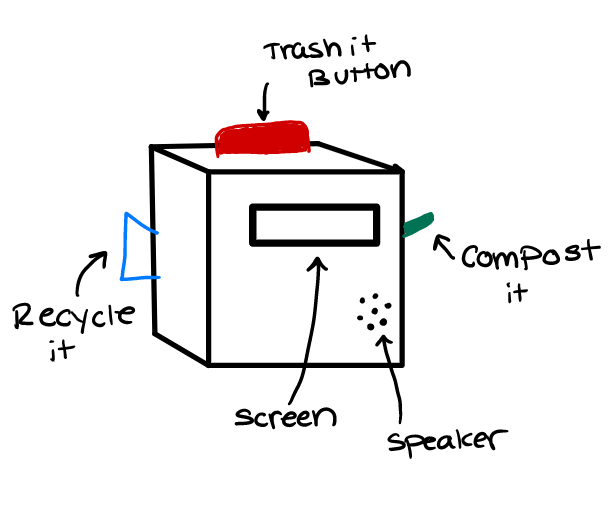 Trash it
Button
Recycle
it
Compost
it
screen
speaker